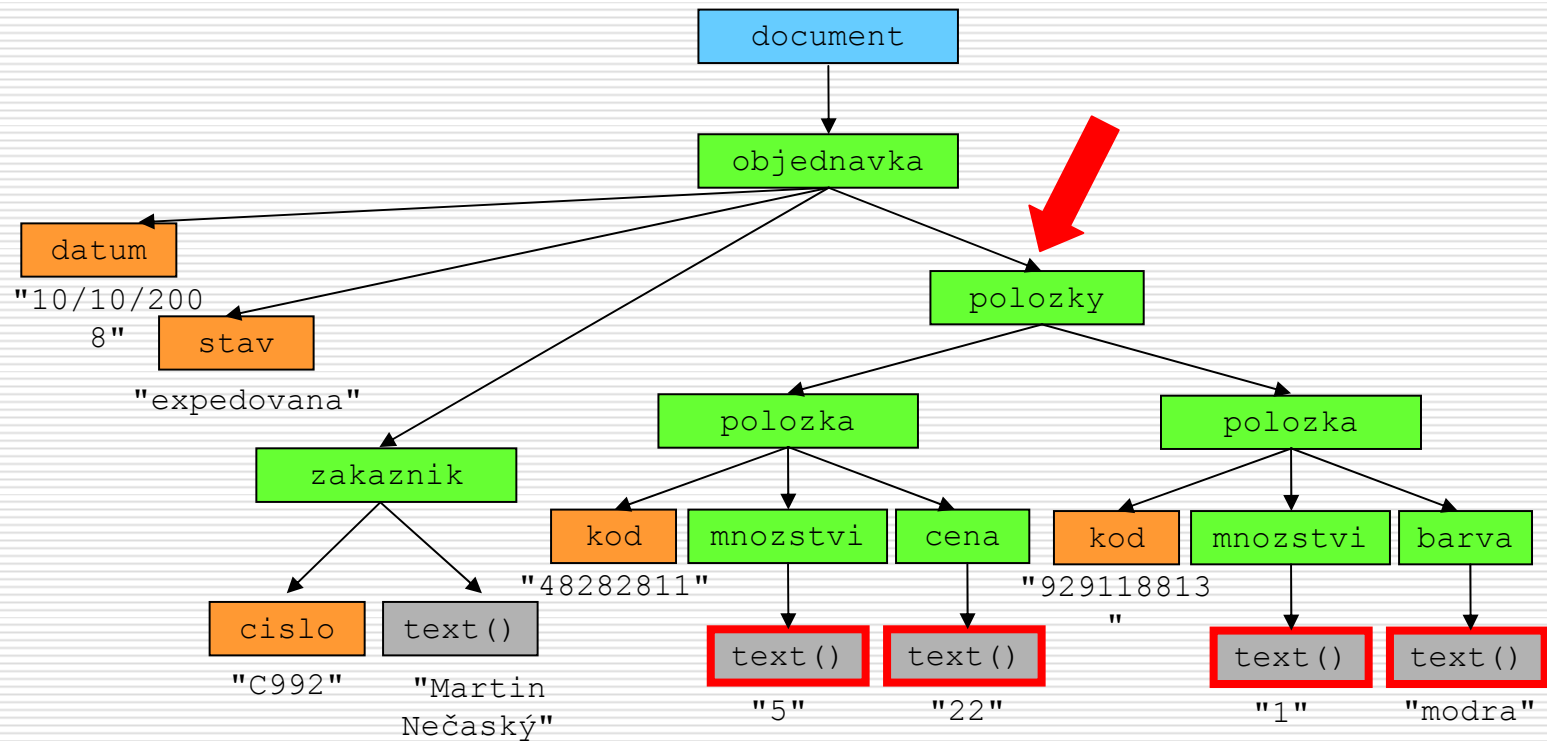 document
objednavka
datum
"10/10/200
8"
stav
"expedovana"
polozky
polozka
polozka
zakaznik
kod
mnozstvi
cena
kod
mnozstvi
barva
"48282811"
"929118813
"
cislo
text()
"C992"
"Martin
Nečaský"
text()
text()
text()
text()
"5"
"22"
"1"
"modra"